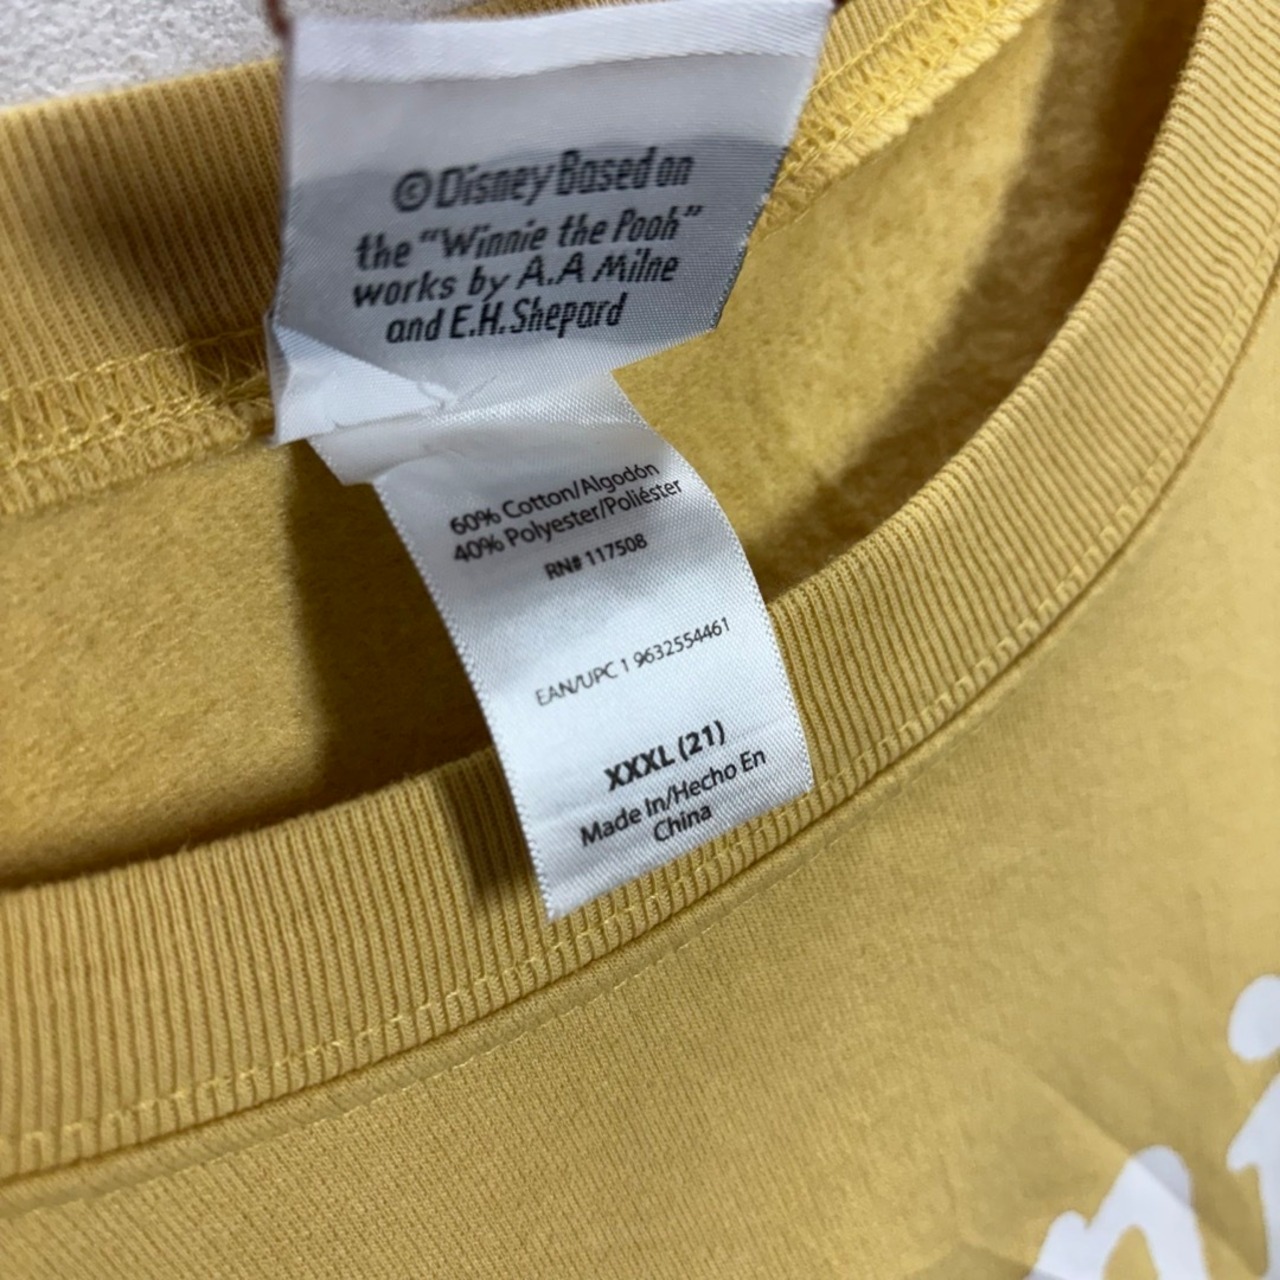 ©Disney Based on
the "Winnie the Pooh"
works by A.A Milne
and E.H. Shepard
60% Cotton/Algodón
40% Polyester/Poliéster
RN# 117508
EAN/UPC 1 9632554461
XXXL (21)
Made In/Hecho En
China